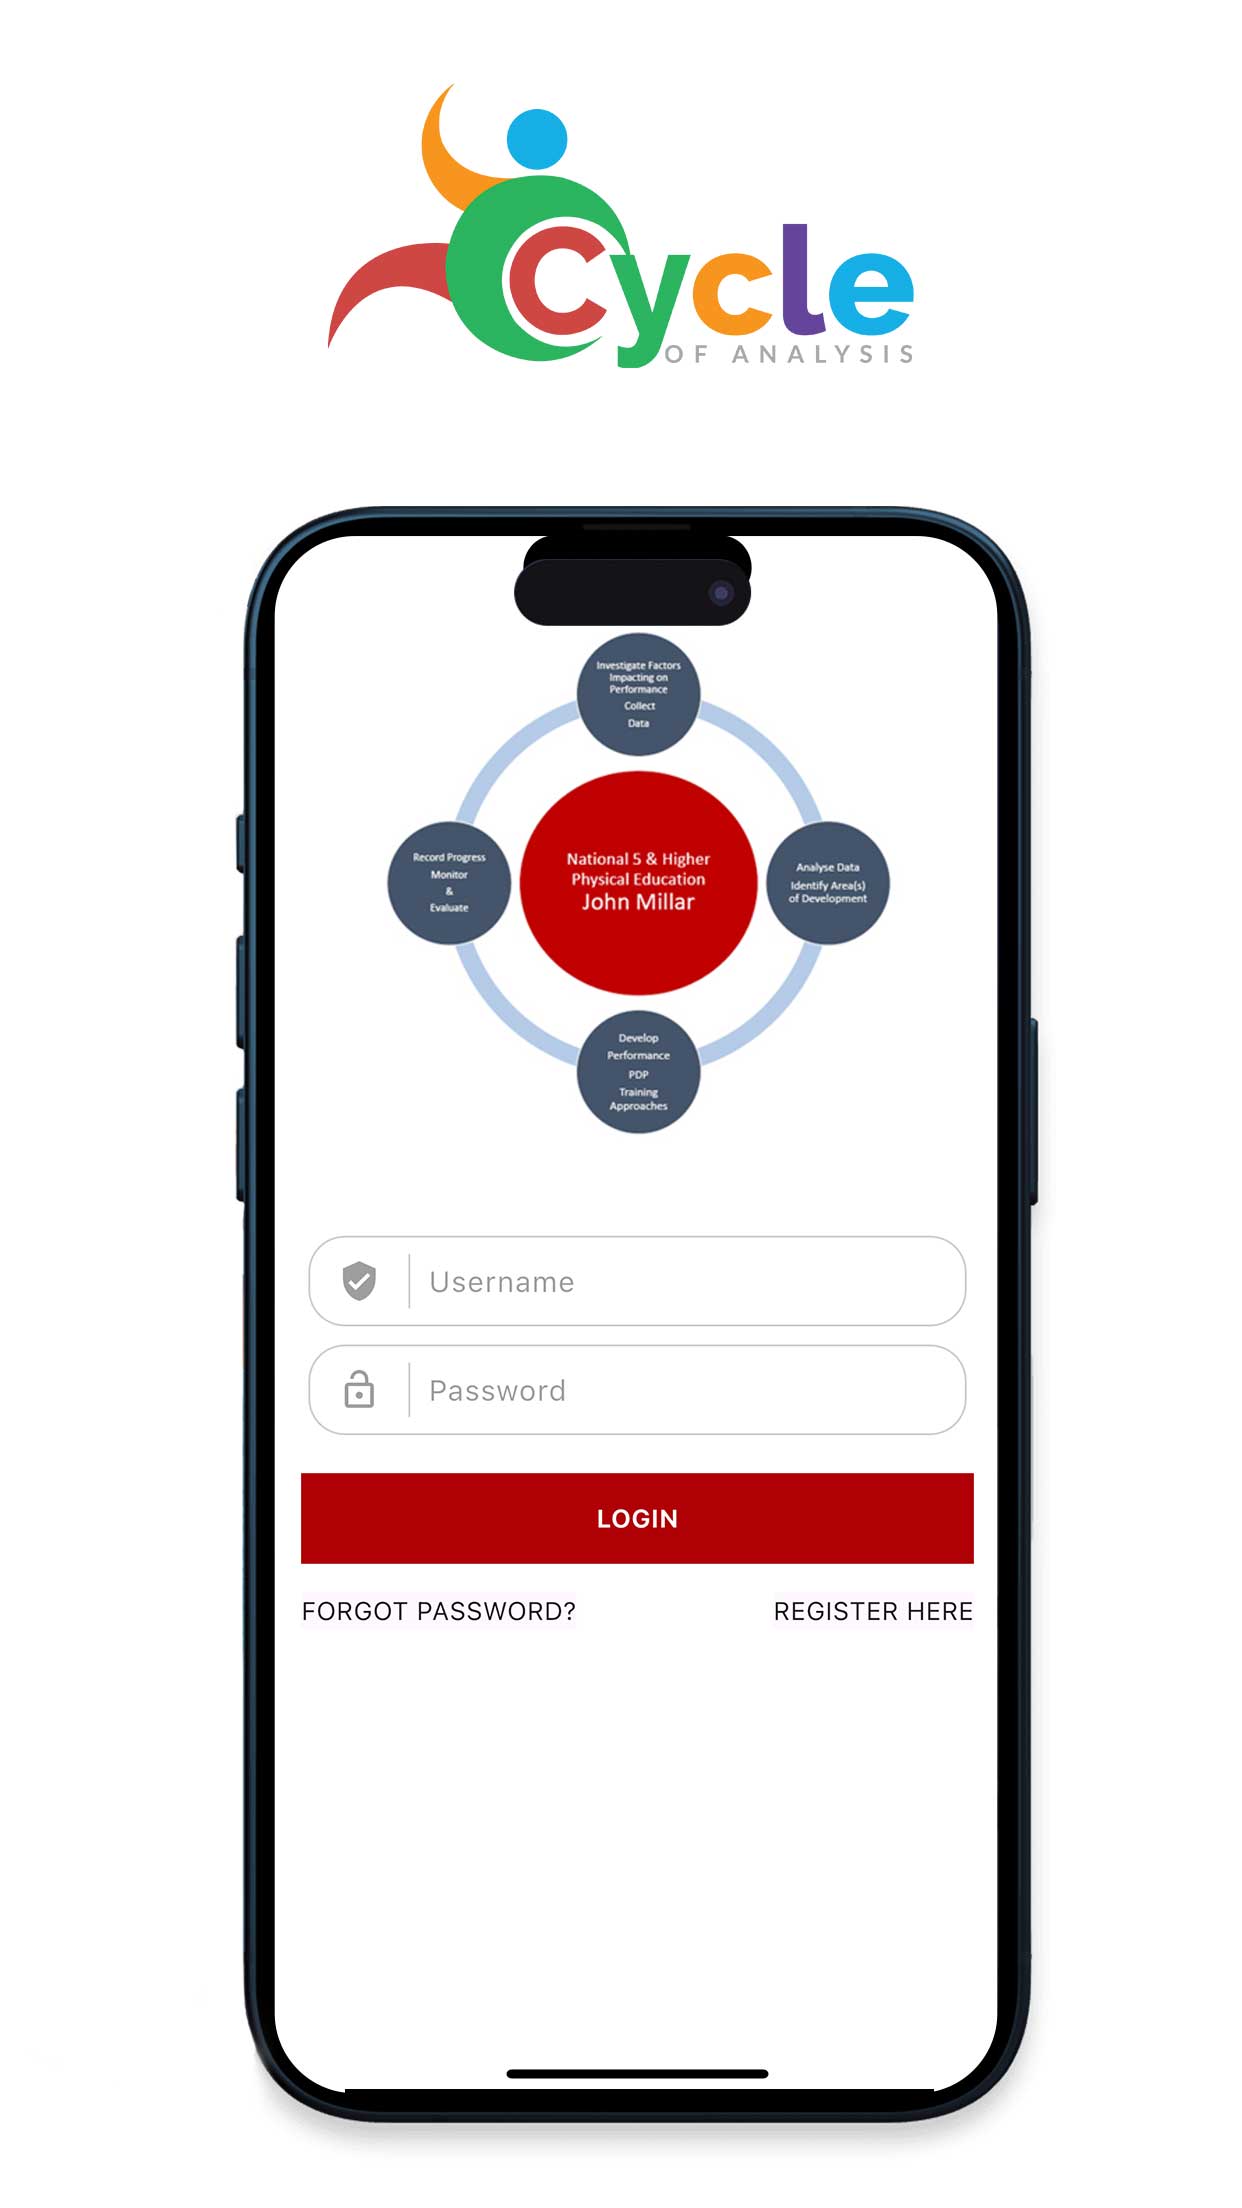 Cycle
OF ANALYSIS
Investigate Factors
Impacting on
Performance
Collect
Data
Record Progress
Monitor
&
Evaluate
National 5 & Higher
Physical Education
John Millar
Analyse Data
Identify Area(s)
of Development
Develop
Performance
PDP
Training
Approaches
Username
Password
LOGIN
FORGOT PASSWORD?
REGISTER HERE